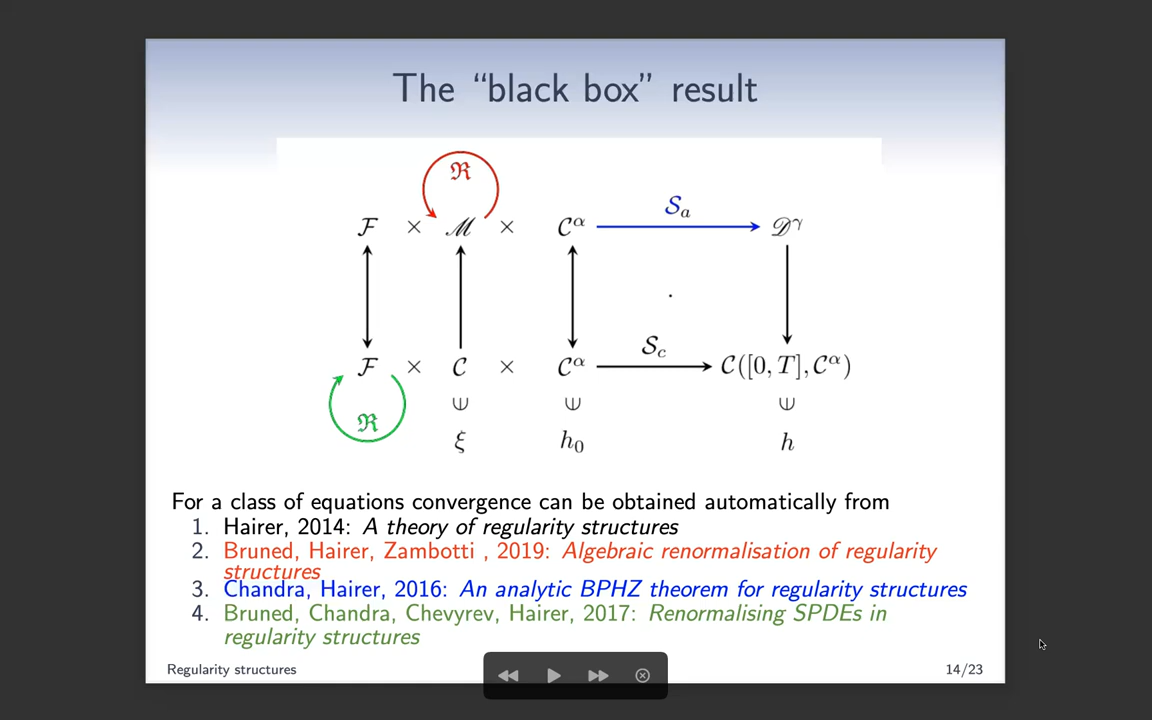 The “black box” result
ℜ
𝓕 × ℳ × 𝒞^α 𝒮_a 𝒟^γ
𝓕 × 𝒞 × 𝒞^α 𝒮_c 𝒞([0, T], 𝒞^α)
ℜ ∈ ∈ ∈
ξ h_0 h
For a class of equations convergence can be obtained automatically from
1. Hairer, 2014: A theory of regularity structures
2. Bruned, Hairer, Zambotti , 2019: Algebraic renormalisation of regularity
structures
3. Chandra, Hairer, 2016: An analytic BPHZ theorem for regularity structures
4. Bruned, Chandra, Chevyrev, Hairer, 2017: Renormalising SPDEs in
regularity structures
Regularity structures 14/23